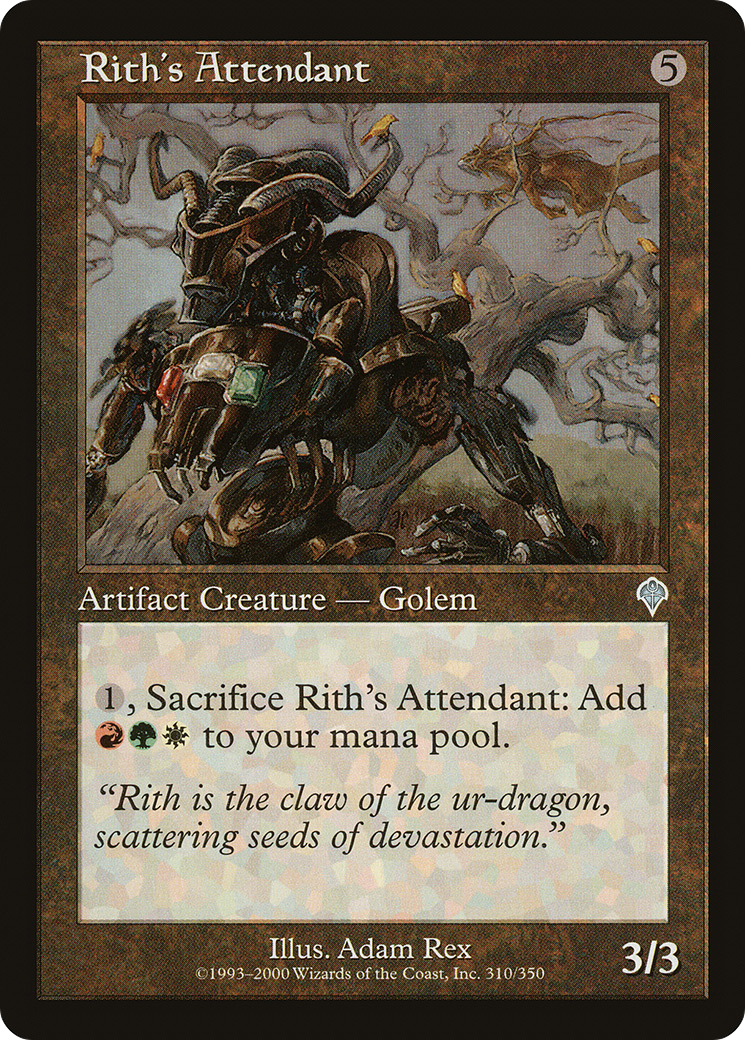 Rith's Attendant 5
Artifact Creature — Golem
1, Sacrifice Rith's Attendant: Add
to your mana pool.
“Rith is the claw of the ur-dragon,
scattering seeds of devastation.”
Illus. Adam Rex
©1993–2000 Wizards of the Coast, Inc. 310/350
3/3